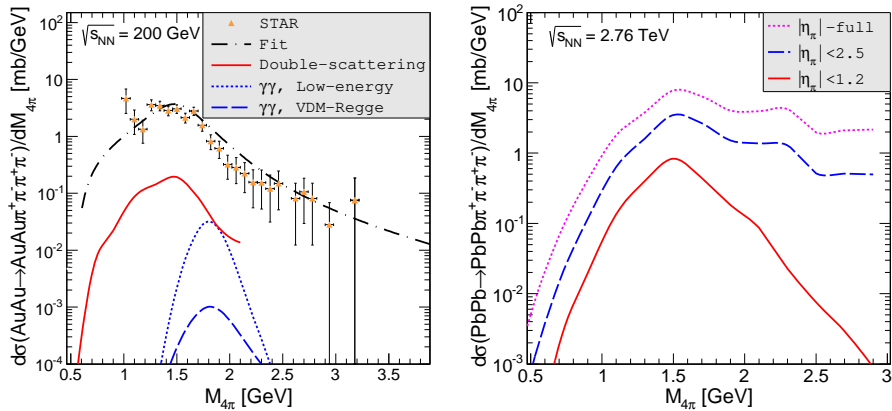 dσ(AuAu→AuAuπ⁺π⁻π⁺π⁻)/dM₄π [mb/GeV]
√s_NN = 200 GeV
STAR
Fit
Double-scattering
γγ, Low-energy
γγ, VDM-Regge
10²
10
1
10⁻¹
10⁻²
10⁻³
10⁻⁴
0.5 1 1.5 2 2.5 3 3.5
M₄π [GeV]
dσ(PbPb→PbPbπ⁺π⁻π⁺π⁻)/dM₄π [mb/GeV]
√s_NN = 2.76 TeV
|η_π|-full
|η_π|<2.5
|η_π|<1.2
10²
10
1
10⁻¹
10⁻²
10⁻³
0.5 1 1.5 2 2.5 3
M₄π [GeV]